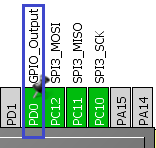 GPIO_Output
SPI3_MOSI
SPI3_MISO
SPI3_SCK
PD1
PD0
PC12
PC11
PC10
PA15
PA14